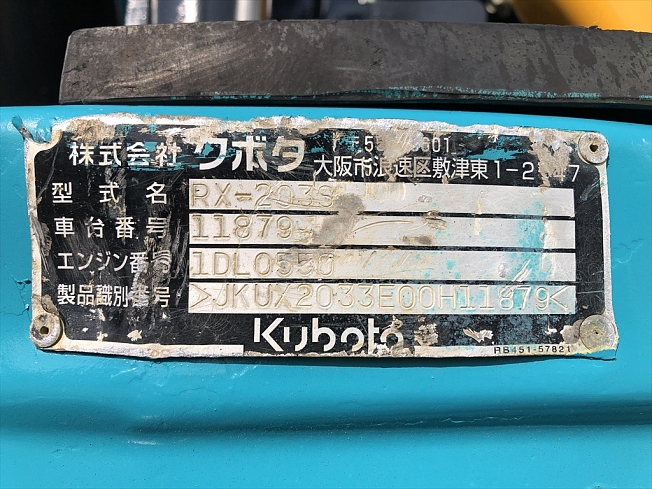 株式会社 クボタ 601
大阪市浪速区敷津東1-2 7
型式名 RX-203S
車台番号 11879
エンジン番号 1DL0550
製品識別番号 >JKUX2033E00H11879<
Kubota
RB451-57821